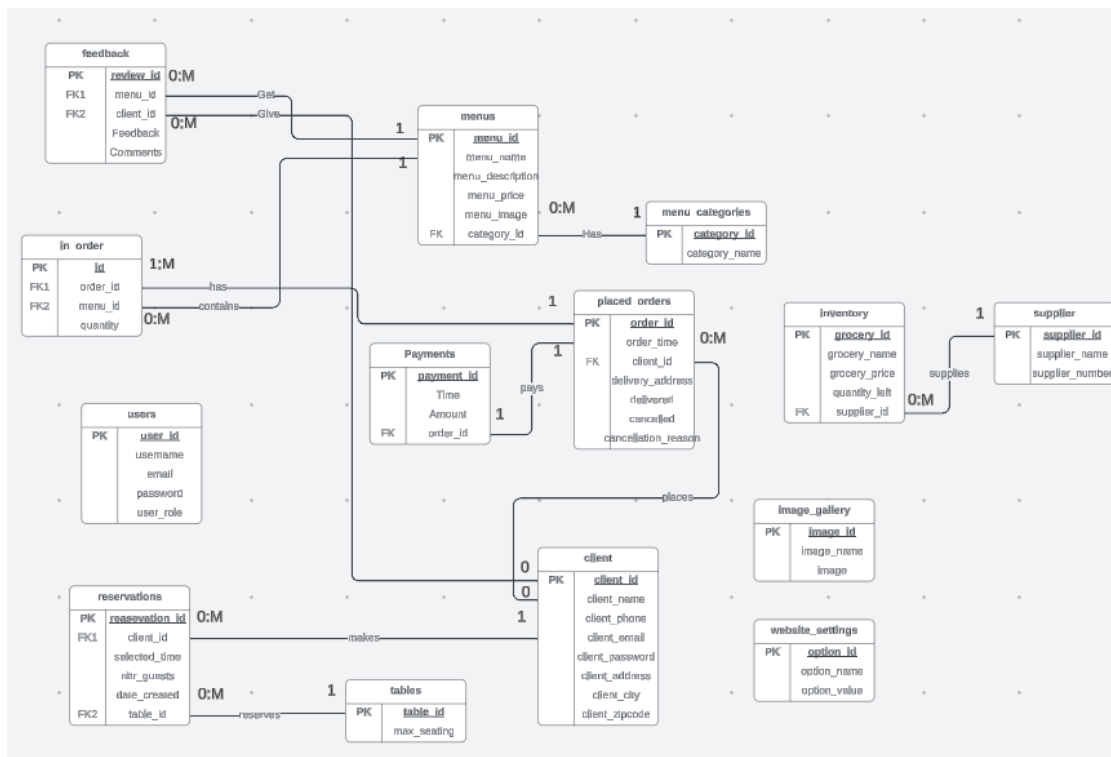 feedback
PK review_id 0:M
FK1 menu_id
FK2 client_id
0:M
Feedback
Comments
Get
Give
menus
1
PK menu_id
1
menu_name
menu_description
menu_price
menu_image
FK category_id
0:M
Has
1
menu_categories
PK category_id
category_name
in_order
PK id 1:M
FK1 order_id
FK2 menu_id
0:M
quantity
has
contains
placed orders
1
PK order_id
order_time
0:M
1
FK client_id
delivery_address
delivered
cancelled
cancellation_reason
Payments
PK payment_id
Time
Amount
1
FK order_id
pays
inventory
PK grocery_id
grocery_name
grocery_price
quantity_left
0:M
FK supplier_id
supplies
1
supplier
PK supplier_id
supplier_name
supplier_number
users
PK user_id
username
email
password
user_role
places
image_gallery
PK image_id
image_name
image
client
0
PK client_id
0
client_name
1
client_phone
client_email
client_password
client_address
client_city
client_zipcode
reservations
PK reasevation_id 0:M
FK1 client_id
selected_time
nbr_guests
date_created
0:M
FK2 table_id
makes
reserves
1
tables
PK table_id
max_seating
website_settings
PK option_id
option_name
option_value